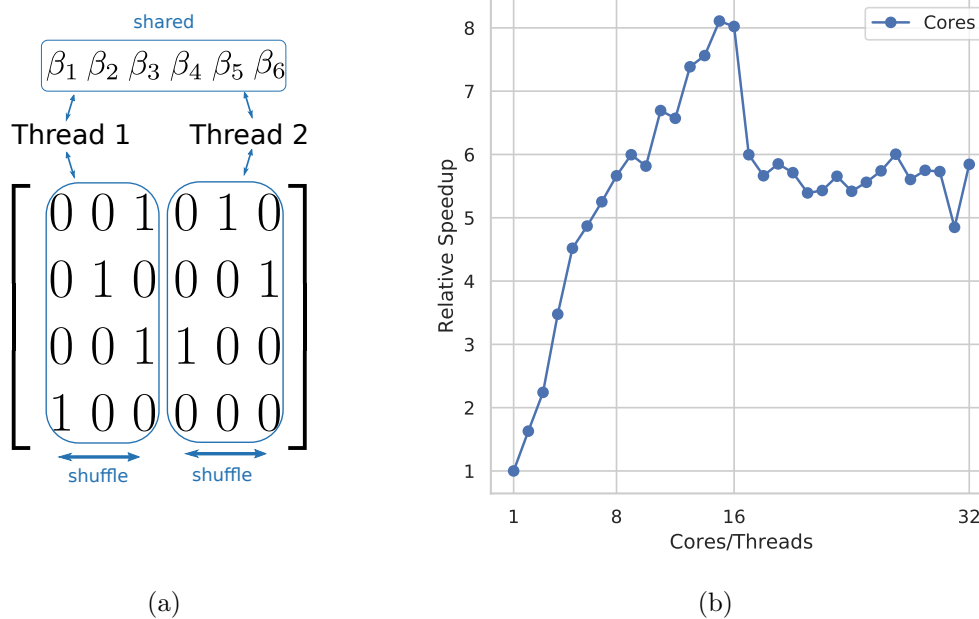 shared
β1 β2 β3 β4 β5 β6
Thread 1 Thread 2
0 0 1 0 1 0
0 1 0 0 0 1
0 0 1 1 0 0
1 0 0 0 0 0
shuffle shuffle
(a)
Cores
8
7
6
5
4
3
2
1
Relative Speedup
1 8 16 32
Cores/Threads
(b)